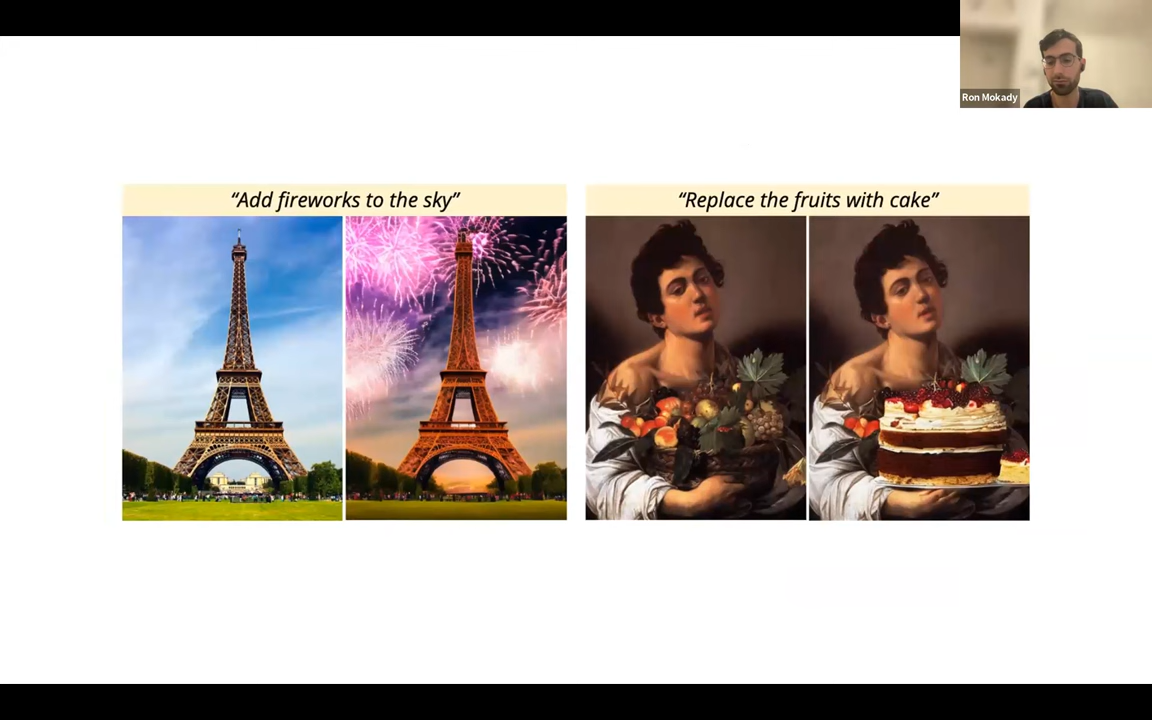 Ron Mokady
“Add fireworks to the sky”
“Replace the fruits with cake”